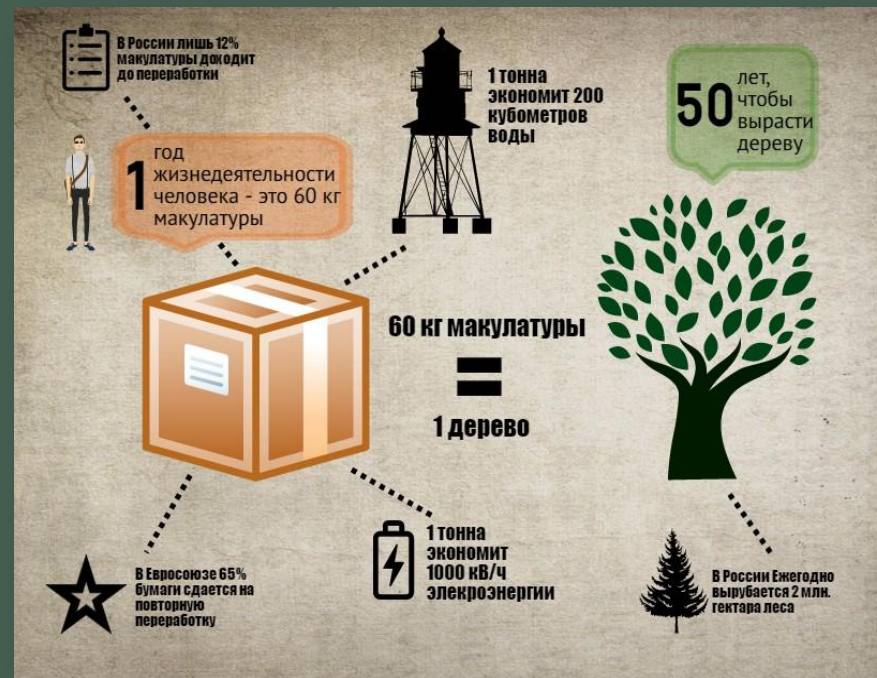 В России лишь 12%
макулатуры доходит
до переработки
1 год
жизнедеятельности
человека - это 60 кг
макулатуры
1 тонна
экономит 200
кубометров
воды
50 лет,
чтобы
вырасти
дереву
60 кг макулатуры
=
1 дерево
В Евросоюзе 65%
бумаги сдается на
повторную
переработку
1 тонна
экономит
1000 кВ/ч
элекроэнергии
В России Ежегодно
вырубается 2 млн.
гектара леса